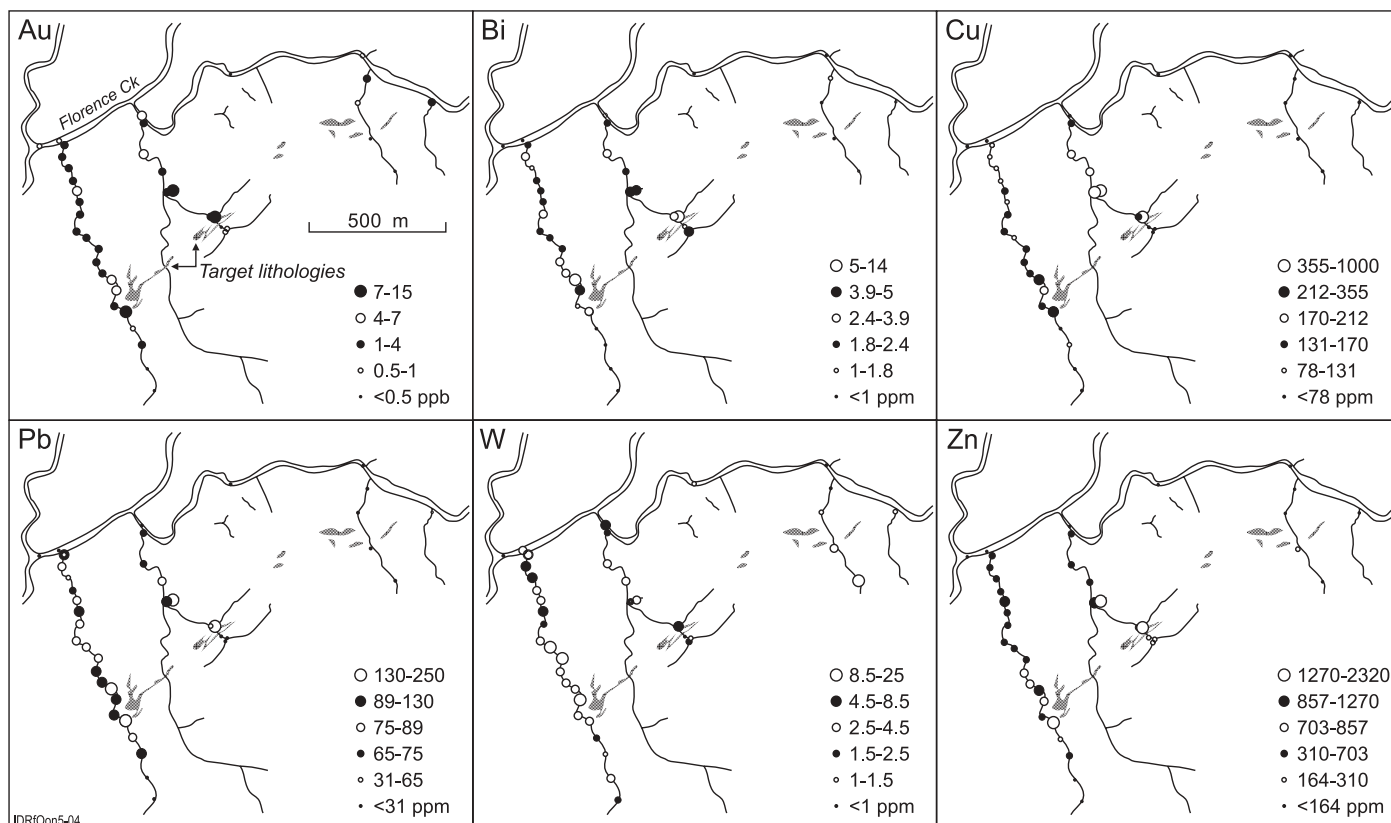 Au
Florence Ck
500 m
Target lithologies
7-15
4-7
1-4
0.5-1
<0.5 ppb
Bi
5-14
3.9-5
2.4-3.9
1.8-2.4
1-1.8
<1 ppm
Cu
355-1000
212-355
170-212
131-170
78-131
<78 ppm
Pb
130-250
89-130
75-89
65-75
31-65
<31 ppm
W
8.5-25
4.5-8.5
2.5-4.5
1.5-2.5
1-1.5
<1 ppm
Zn
1270-2320
857-1270
703-857
310-703
164-310
<164 ppm
IDRfOon5-04